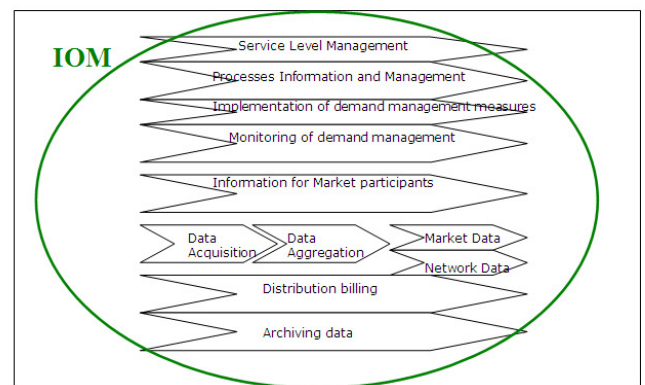 IOM
Service Level Management
Processes Information and Management
Implementation of demand management measures
Monitoring of demand management
Information for Market participants
Data
Acquisition
Data
Aggregation
Market Data
Network Data
Distribution billing
Archiving data